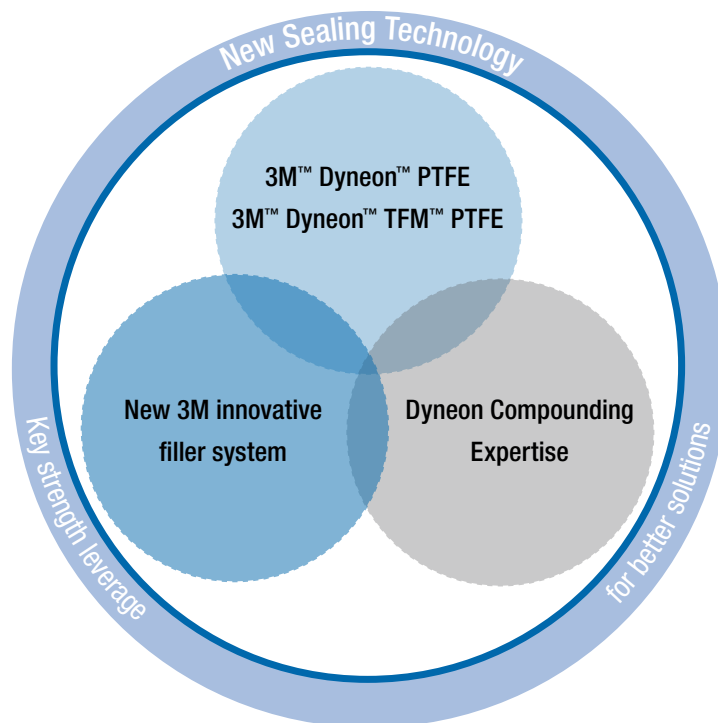 New Sealing Technology
3M™ Dyneon™ PTFE
3M™ Dyneon™ TFM™ PTFE
New 3M innovative
filler system
Dyneon Compounding
Expertise
Key strength leverage
for better solutions